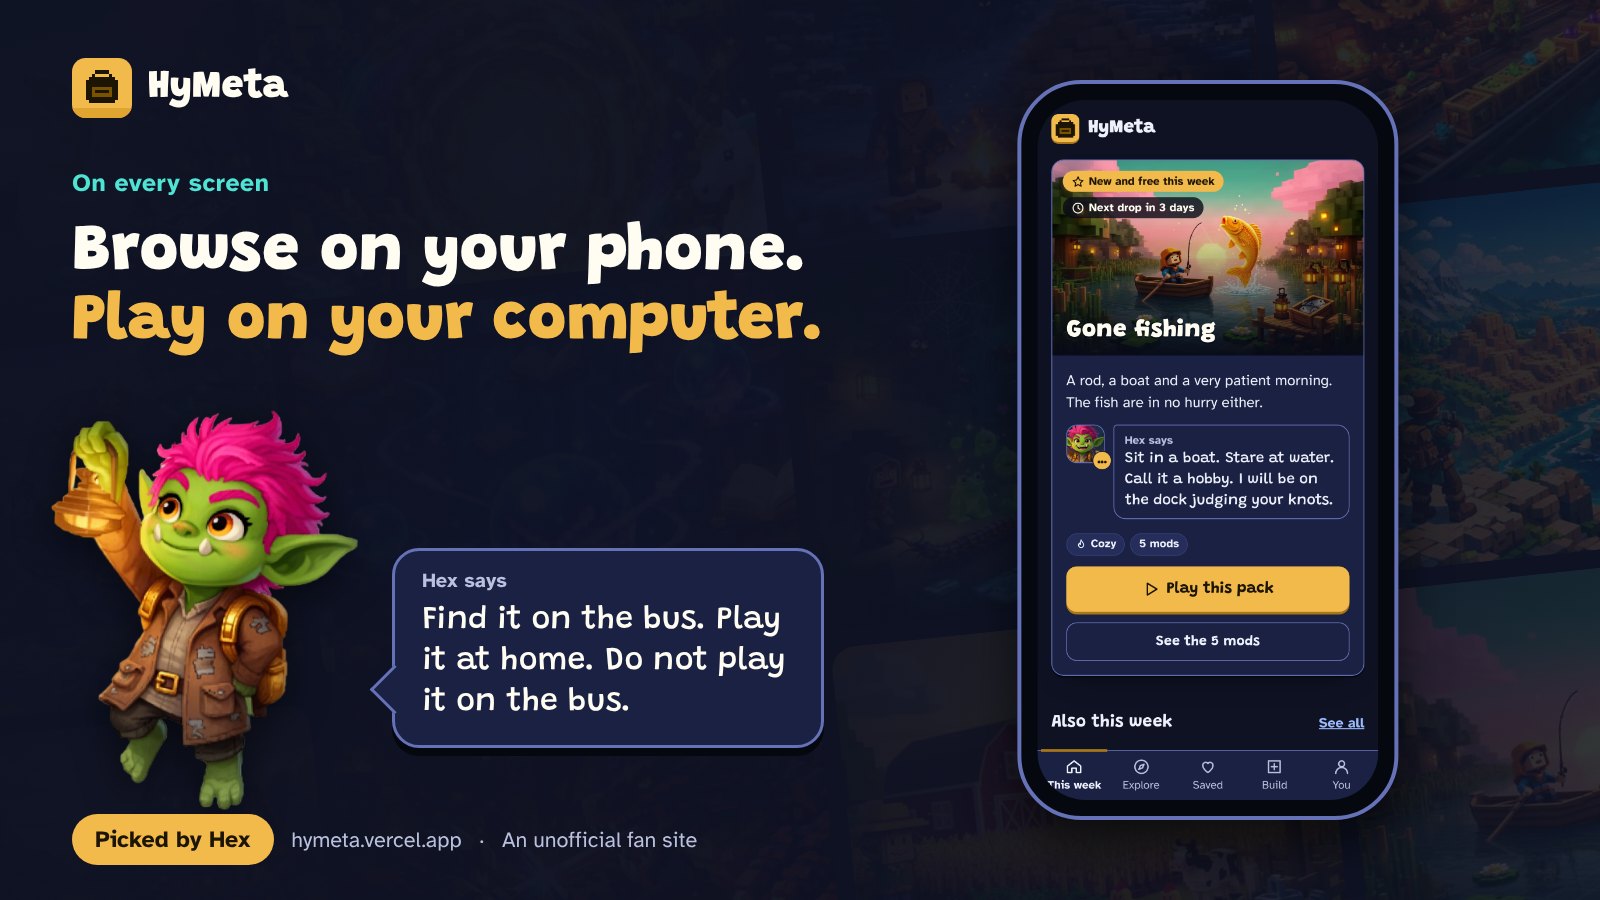 HyMeta
On every screen
Browse on your phone.
Play on your computer.
Hex says
Find it on the bus. Play
it at home. Do not play
it on the bus.
Picked by Hex
hymeta.vercel.app · An unofficial fan site
HyMeta
New and free this week
Next drop in 3 days
Gone fishing
A rod, a boat and a very patient morning.
The fish are in no hurry either.
Hex says
Sit in a boat. Stare at water.
Call it a hobby. I will be on
the dock judging your knots.
Cozy
5 mods
Play this pack
See the 5 mods
Also this week
See all
This week
Explore
Saved
Build
You